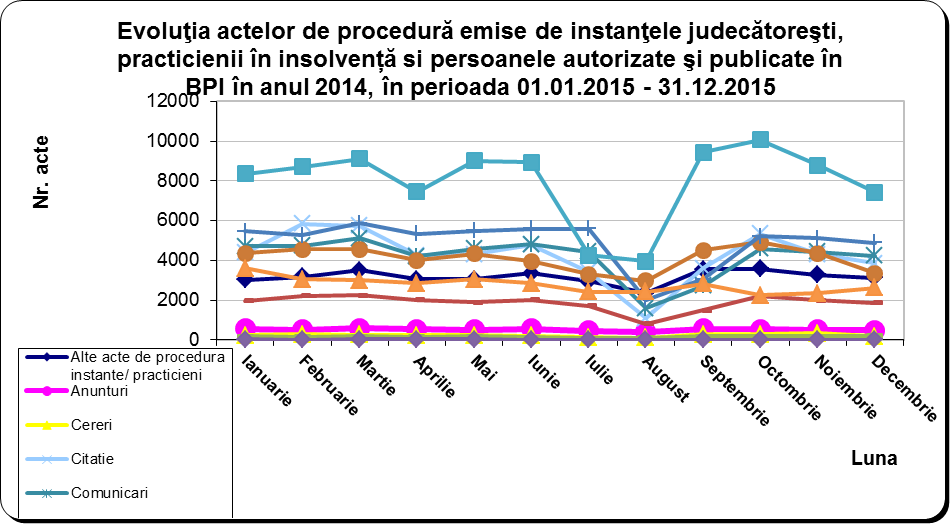 Evoluţia actelor de procedură emise de instanţele judecătoreşti,
practicienii în insolvență si persoanele autorizate şi publicate în
BPI în anul 2014, în perioada 01.01.2015 - 31.12.2015
Nr. acte
12000
10000
8000
6000
4000
2000
0
Ianuarie
Februarie
Martie
Aprilie
Mai
Iunie
Iulie
August
Septembrie
Octombrie
Noiembrie
Decembrie
Luna
Alte acte de procedura
instante/ practicieni
Anunturi
Cereri
Citatie
Comunicari